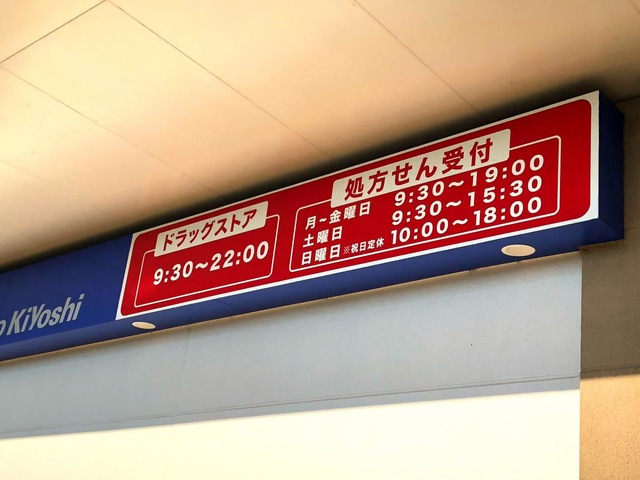 o KiYoshi
ドラッグストア
9:30～22:00
処方せん受付
月～金曜日 9:30～19:00
土曜日 9:30～15:30
日曜日 ※祝日定休 10:00～18:00